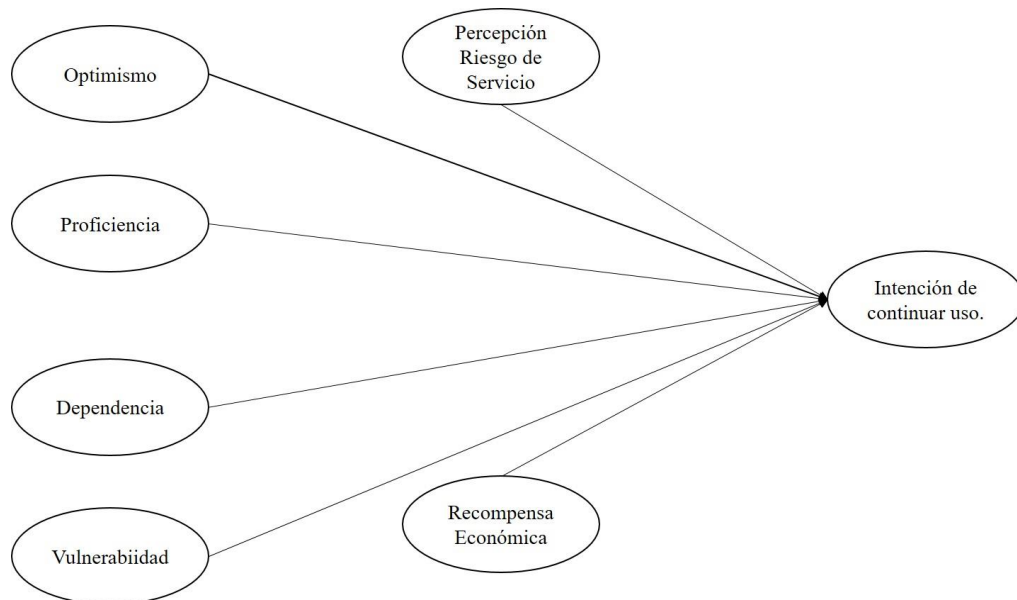 Optimismo
Percepción
Riesgo de
Servicio
Proficiencia
Intención de
continuar uso.
Dependencia
Recompensa
Económica
Vulnerabiidad